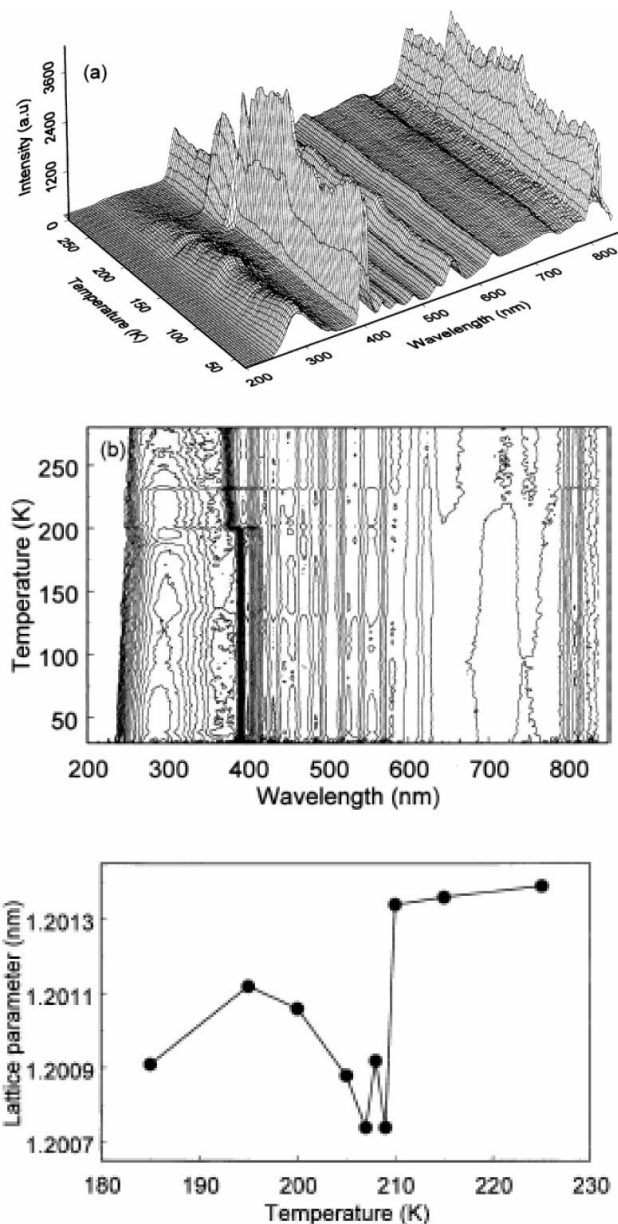 (a)
Intensity (a.u)
3600
2400
1200
0
250
200
150
100
50
Temperature (K)
200
300
400
500
600
700
800
Wavelength (nm)
(b)
250
200
150
100
50
Temperature (K)
200 300 400 500 600 700 800
Wavelength (nm)
1.2013
1.2011
1.2009
1.2007
Lattice parameter (nm)
180 190 200 210 220 230
Temperature (K)